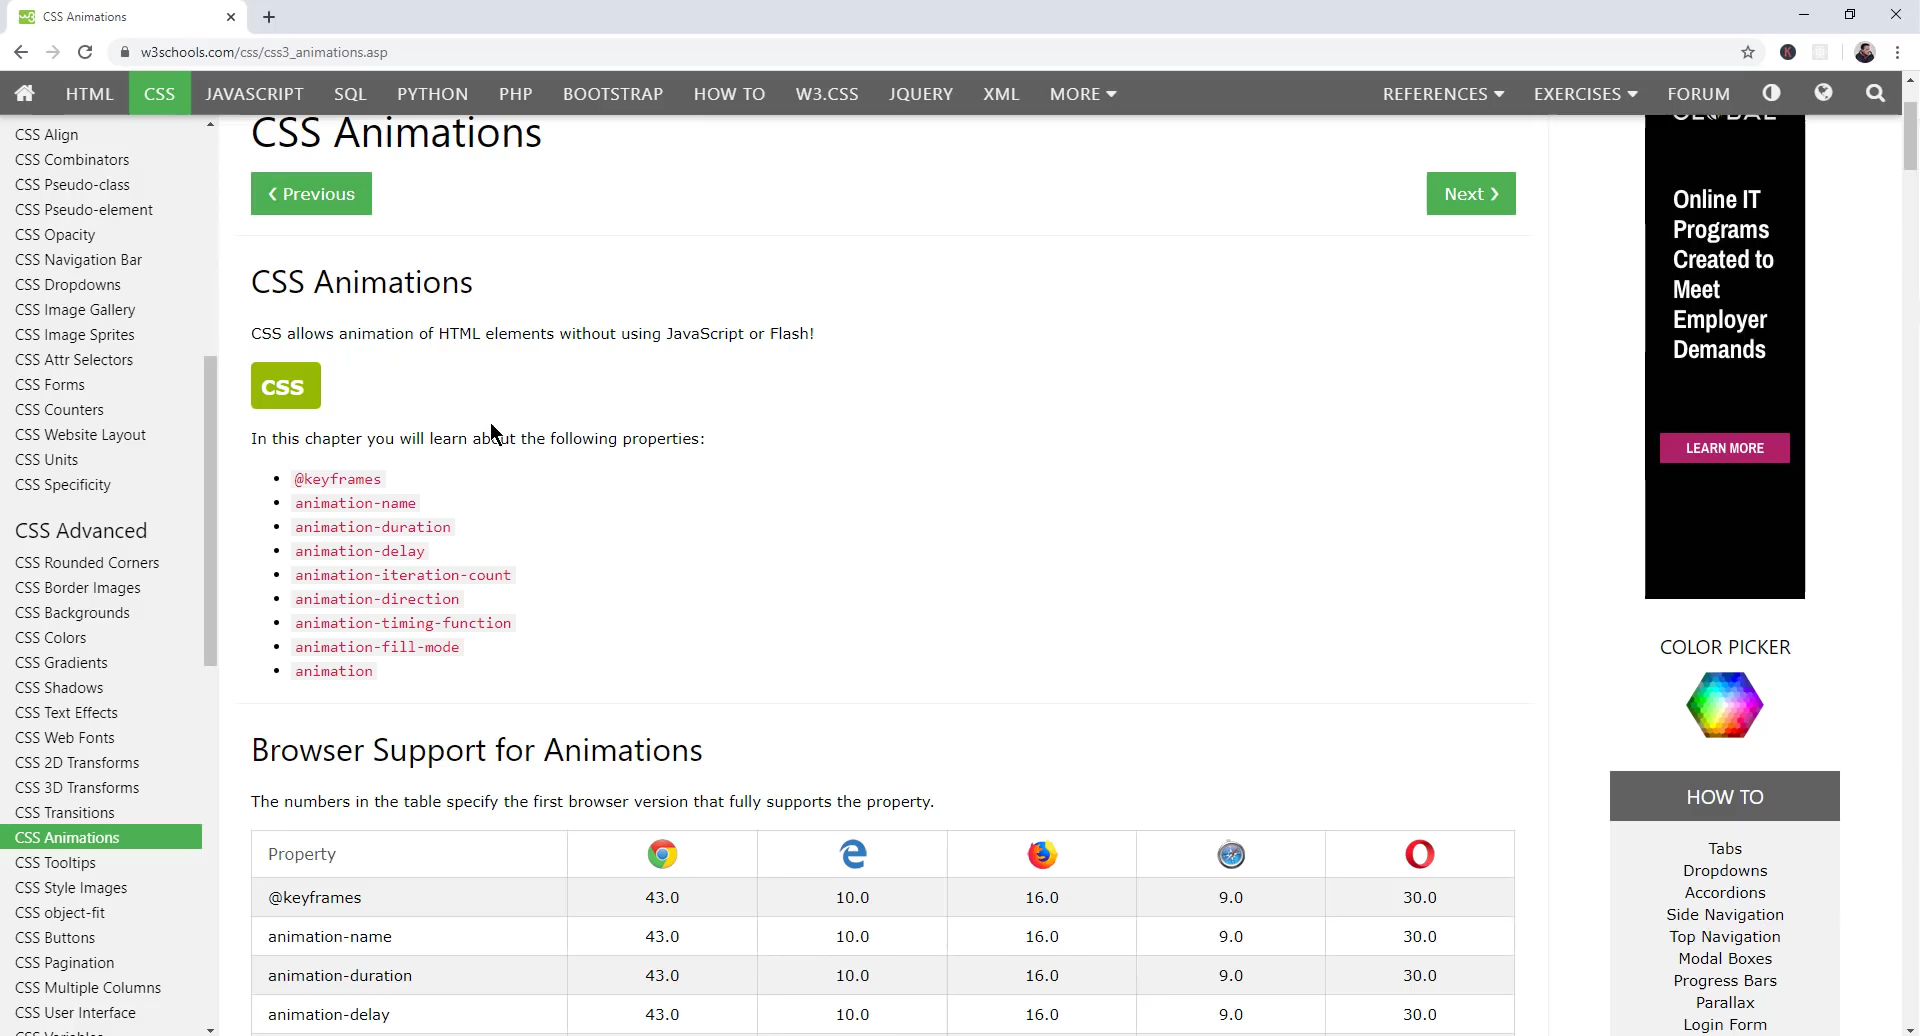 CSS Animations
w3schools.com/css/css3_animations.asp
K
HTML CSS JAVASCRIPT SQL PYTHON PHP BOOTSTRAP HOW TO W3.CSS JQUERY XML MORE REFERENCES EXERCISES FORUM
CSS Align
CSS Combinators
CSS Pseudo-class
CSS Pseudo-element
CSS Opacity
CSS Navigation Bar
CSS Dropdowns
CSS Image Gallery
CSS Image Sprites
CSS Attr Selectors
CSS Forms
CSS Counters
CSS Website Layout
CSS Units
CSS Specificity
CSS Advanced
CSS Rounded Corners
CSS Border Images
CSS Backgrounds
CSS Colors
CSS Gradients
CSS Shadows
CSS Text Effects
CSS Web Fonts
CSS 2D Transforms
CSS 3D Transforms
CSS Transitions
CSS Animations
CSS Tooltips
CSS Style Images
CSS object-fit
CSS Buttons
CSS Pagination
CSS Multiple Columns
CSS User Interface
CSS Animations
❮ Previous
Next ❯
CSS Animations
CSS allows animation of HTML elements without using JavaScript or Flash!
CSS
In this chapter you will learn about the following properties:
@keyframes
animation-name
animation-duration
animation-delay
animation-iteration-count
animation-direction
animation-timing-function
animation-fill-mode
animation
Browser Support for Animations
The numbers in the table specify the first browser version that fully supports the property.
Property
@keyframes 43.0 10.0 16.0 9.0 30.0
animation-name 43.0 10.0 16.0 9.0 30.0
animation-duration 43.0 10.0 16.0 9.0 30.0
animation-delay 43.0 10.0 16.0 9.0 30.0
Online IT
Programs
Created to
Meet
Employer
Demands
LEARN MORE
COLOR PICKER
HOW TO
Tabs
Dropdowns
Accordions
Side Navigation
Top Navigation
Modal Boxes
Progress Bars
Parallax
Login Form